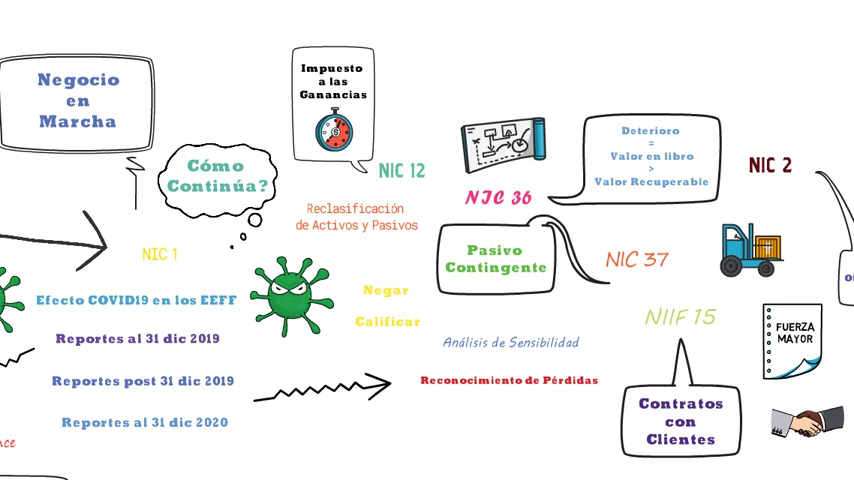 Negocio
en
Marcha
Cómo
Continúa?
Impuesto
a las
Ganancias
NIC 12
Reclasificación
de Activos y Pasivos
NIC 1
Efecto COVID19 en los EEFF
Reportes al 31 dic 2019
Reportes post 31 dic 2019
Reportes al 31 dic 2020
Negar
Calificar
NIC 36
Deterioro
=
Valor en libro
>
Valor Recuperable
NIC 2
Pasivo
Contingente
NIC 37
NIIF 15
Análisis de Sensibilidad
Reconocimiento de Pérdidas
FUERZA
MAYOR
Contratos
con
Clientes